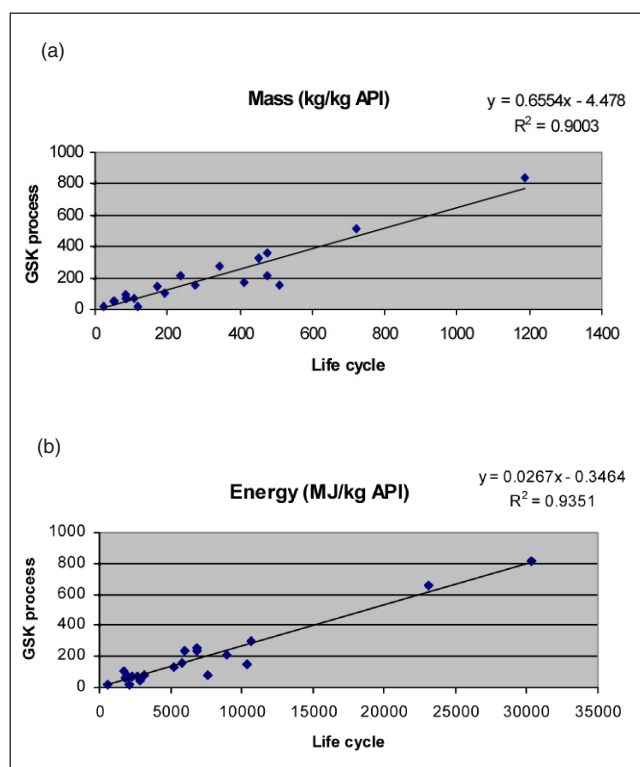 (a)
Mass (kg/kg API)
y = 0.6554x - 4.478
R² = 0.9003
GSK process
1000
800
600
400
200
0
0 200 400 600 800 1000 1200 1400
Life cycle
(b)
Energy (MJ/kg API)
y = 0.0267x - 0.3464
R² = 0.9351
GSK process
1000
800
600
400
200
0
0 5000 10000 15000 20000 25000 30000 35000
Life cycle